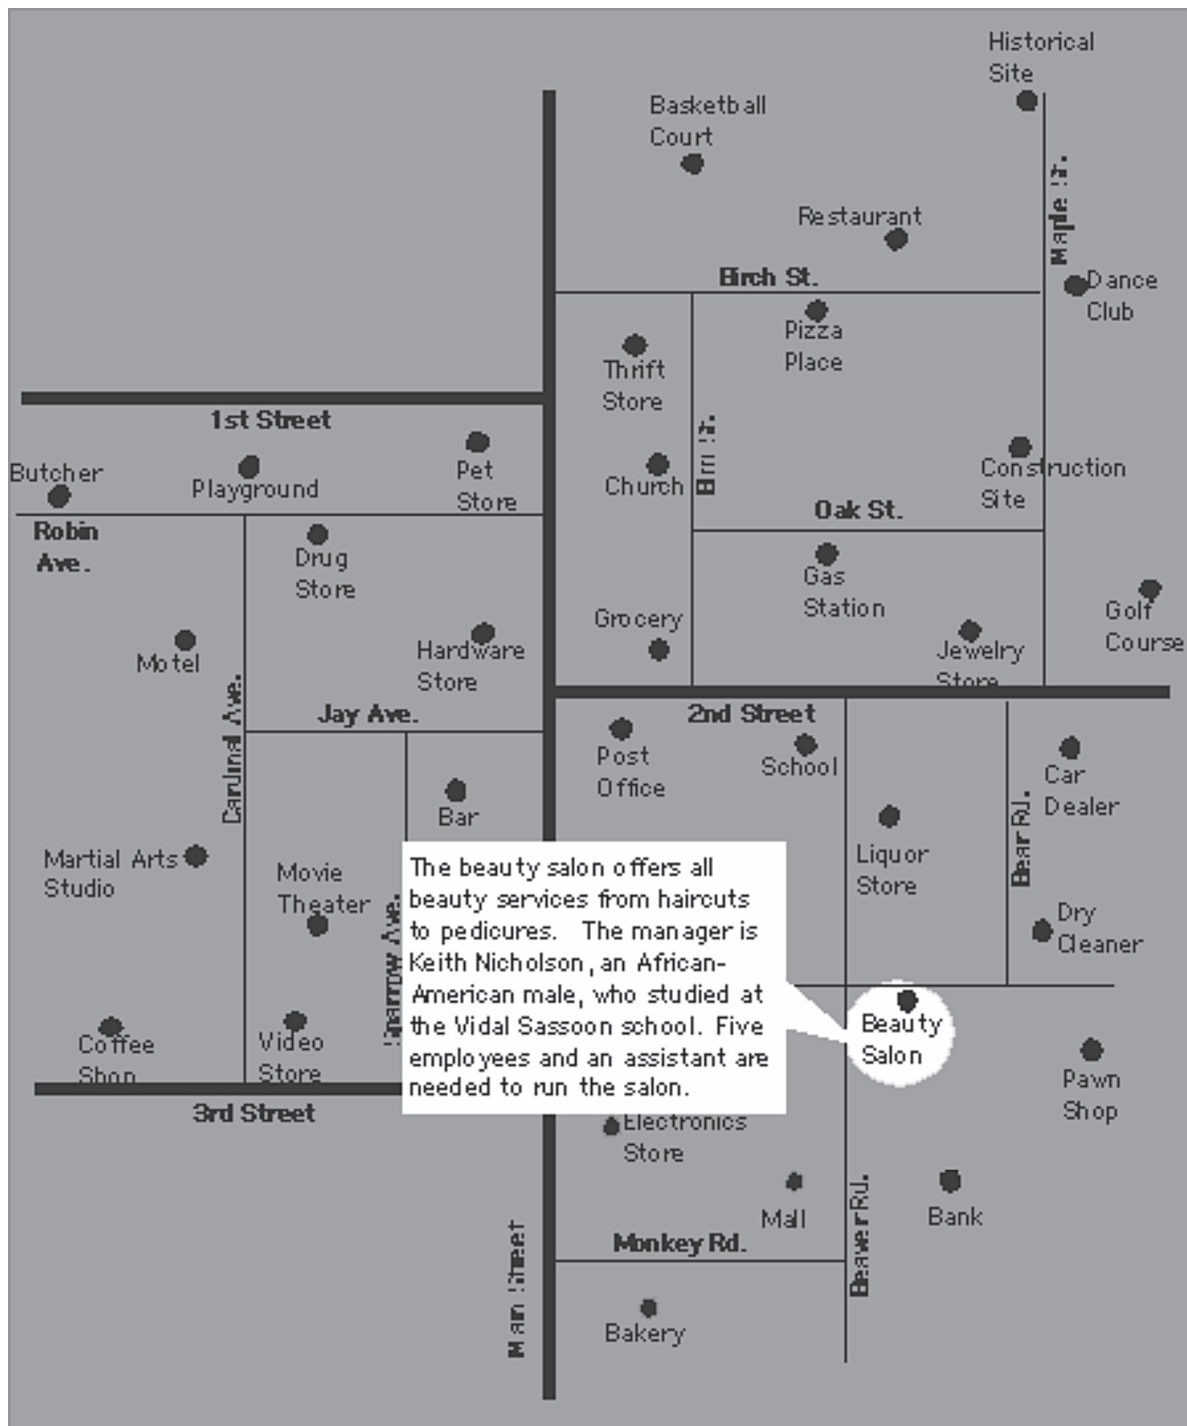 Historical
Site
Basketball
Court
Maple St.
Restaurant
Birch St.
Dance
Club
Pizza
Place
Thrift
Store
1st Street
Elm St.
Butcher
Playground
Pet
Store
Church
Construction
Site
Oak St.
Robin
Ave.
Drug
Store
Gas
Station
Golf
Course
Grocery
Motel
Hardware
Store
Jewelry
Store
Cardinal Ave.
Jay Ave.
2nd Street
Post
Office
School
Car
Dealer
Bar
Bear Rd.
Martial Arts
Studio
Movie
Theater
Liquor
Store
Dry
Cleaner
Sparrow Ave.
The beauty salon offers all
beauty services from haircuts
to pedicures. The manager is
Keith Nicholson, an African-
American male, who studied at
the Vidal Sassoon school. Five
employees and an assistant are
needed to run the salon.
Beauty
Salon
Coffee
Shop
Video
Store
Pawn
Shop
3rd Street
Electronics
Store
Mall
Bank
Beaver Rd.
Main Street
Monkey Rd.
Bakery